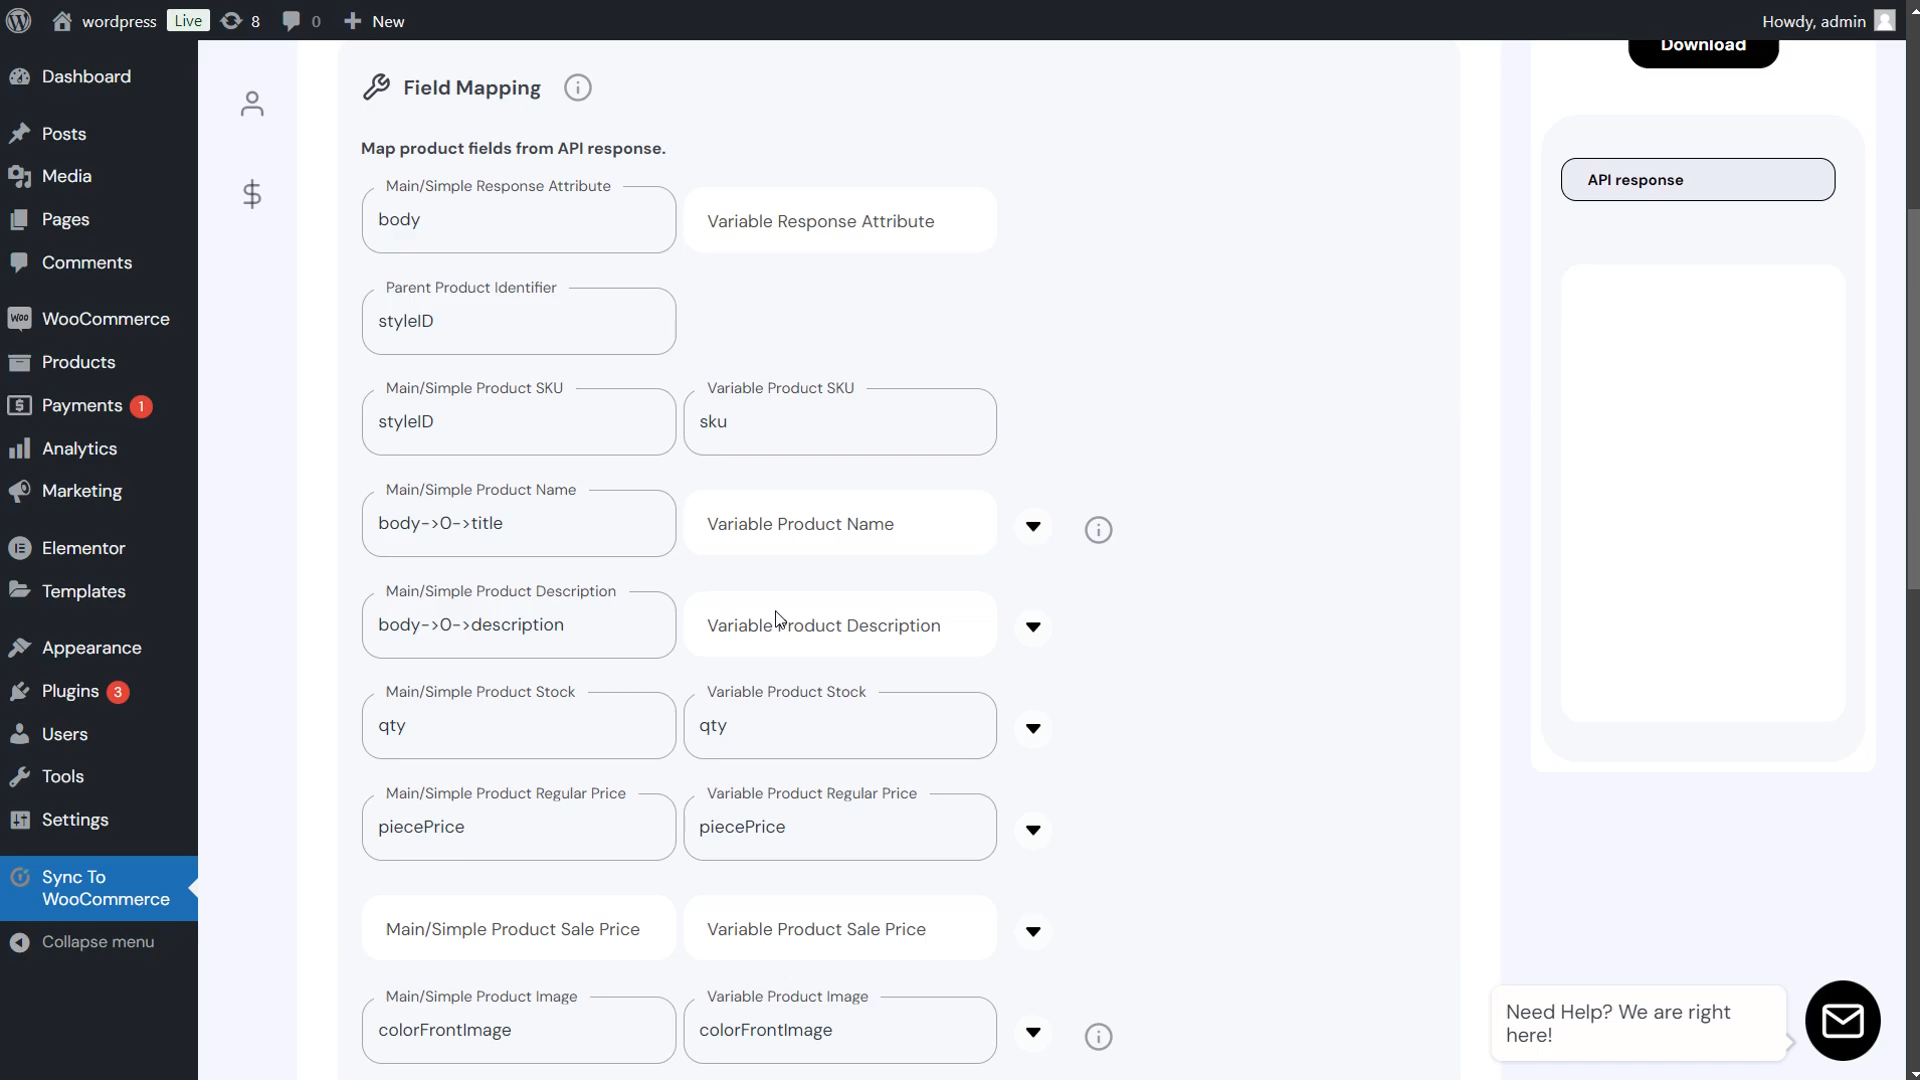 wordpress
Live
8
0
New
Howdy, admin
Dashboard
Posts
Media
Pages
Comments
WooCommerce
Products
Payments 1
Analytics
Marketing
Elementor
Templates
Appearance
Plugins 3
Users
Tools
Settings
Sync To
WooCommerce
Collapse menu
Field Mapping
Map product fields from API response.
Main/Simple Response Attribute
body
Variable Response Attribute
Parent Product Identifier
styleID
Main/Simple Product SKU
styleID
Variable Product SKU
sku
Main/Simple Product Name
body->0->title
Variable Product Name
Main/Simple Product Description
body->0->description
Variable Product Description
Main/Simple Product Stock
qty
Variable Product Stock
qty
Main/Simple Product Regular Price
piecePrice
Variable Product Regular Price
piecePrice
Main/Simple Product Sale Price
Variable Product Sale Price
Main/Simple Product Image
colorFrontImage
Variable Product Image
colorFrontImage
Download
API response
Need Help? We are right
here!